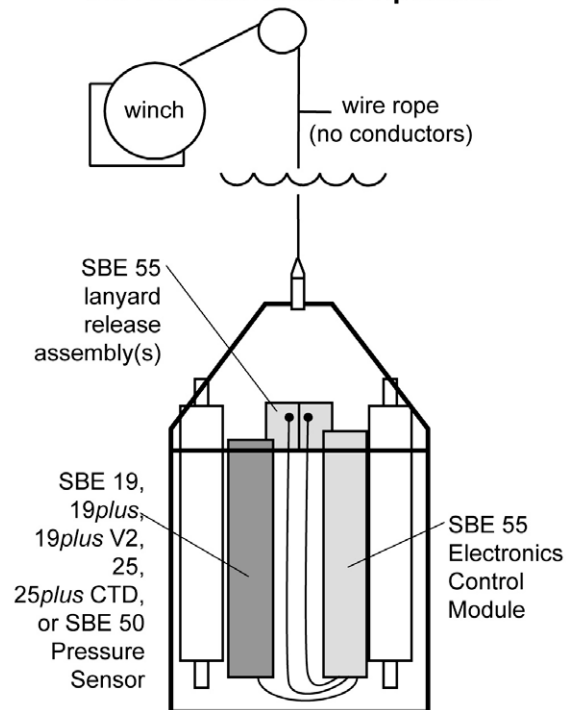 winch
wire rope
(no conductors)
SBE 55
lanyard
release
assembly(s)
SBE 19,
19plus,
19plus V2,
25,
25plus CTD,
or SBE 50
Pressure
Sensor
SBE 55
Electronics
Control
Module